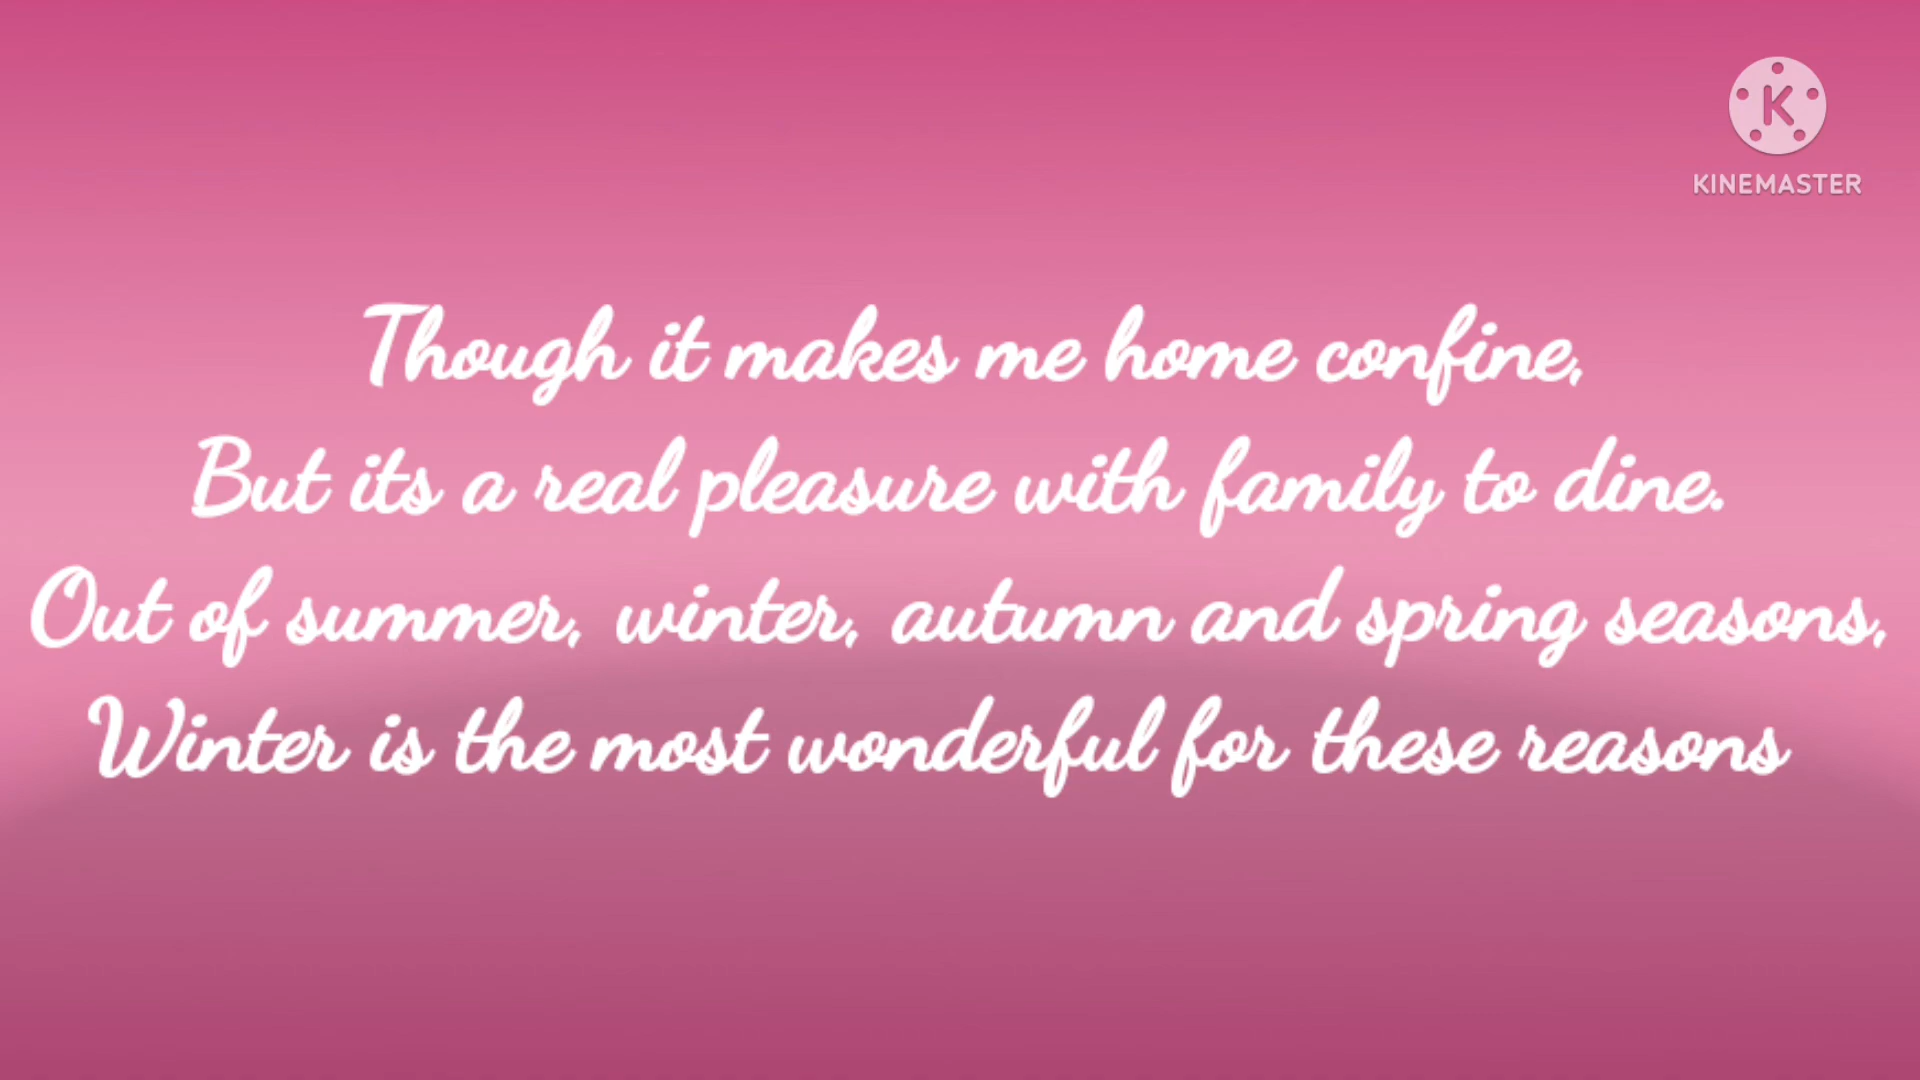 K
KINEMASTER
Though it makes me home confine,
But its a real pleasure with family to dine.
Out of summer, winter, autumn and spring seasons,
Winter is the most wonderful for these reasons